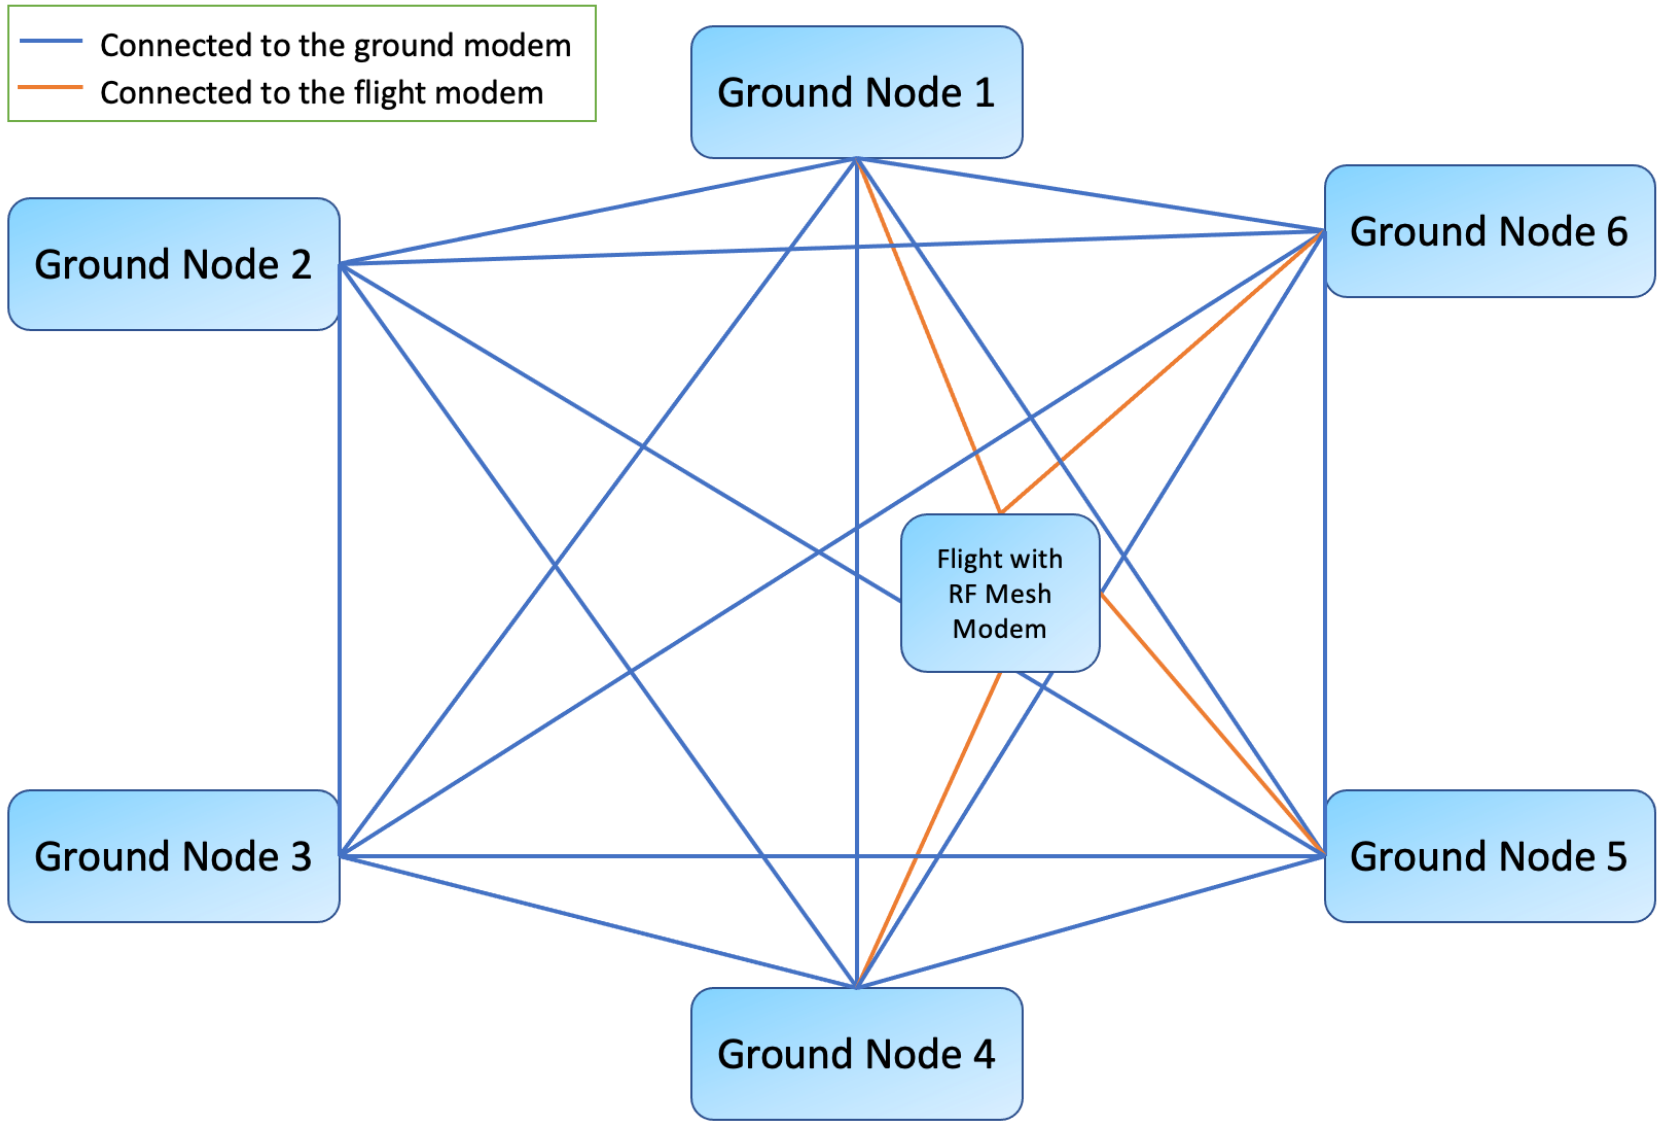 Connected to the ground modem
Connected to the flight modem
Ground Node 1
Ground Node 6
Ground Node 2
Flight with
RF Mesh
Modem
Ground Node 3
Ground Node 5
Ground Node 4